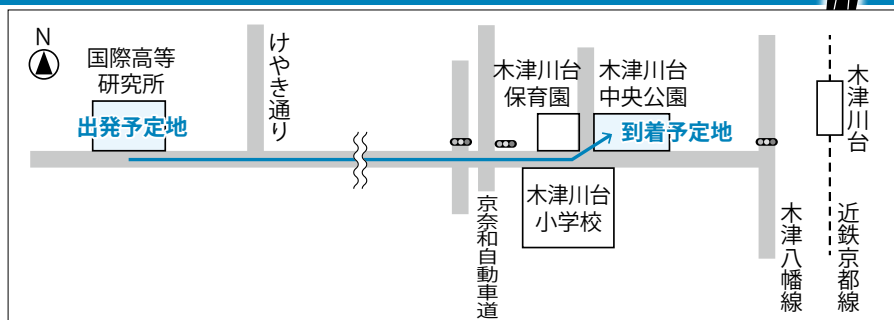 N
国際高等
研究所
出発予定地
けやき通り
木津川台
保育園
木津川台
中央公園
到着予定地
木津川台
小学校
京奈和自動車道
木津八幡線
木津川台
近鉄京都線